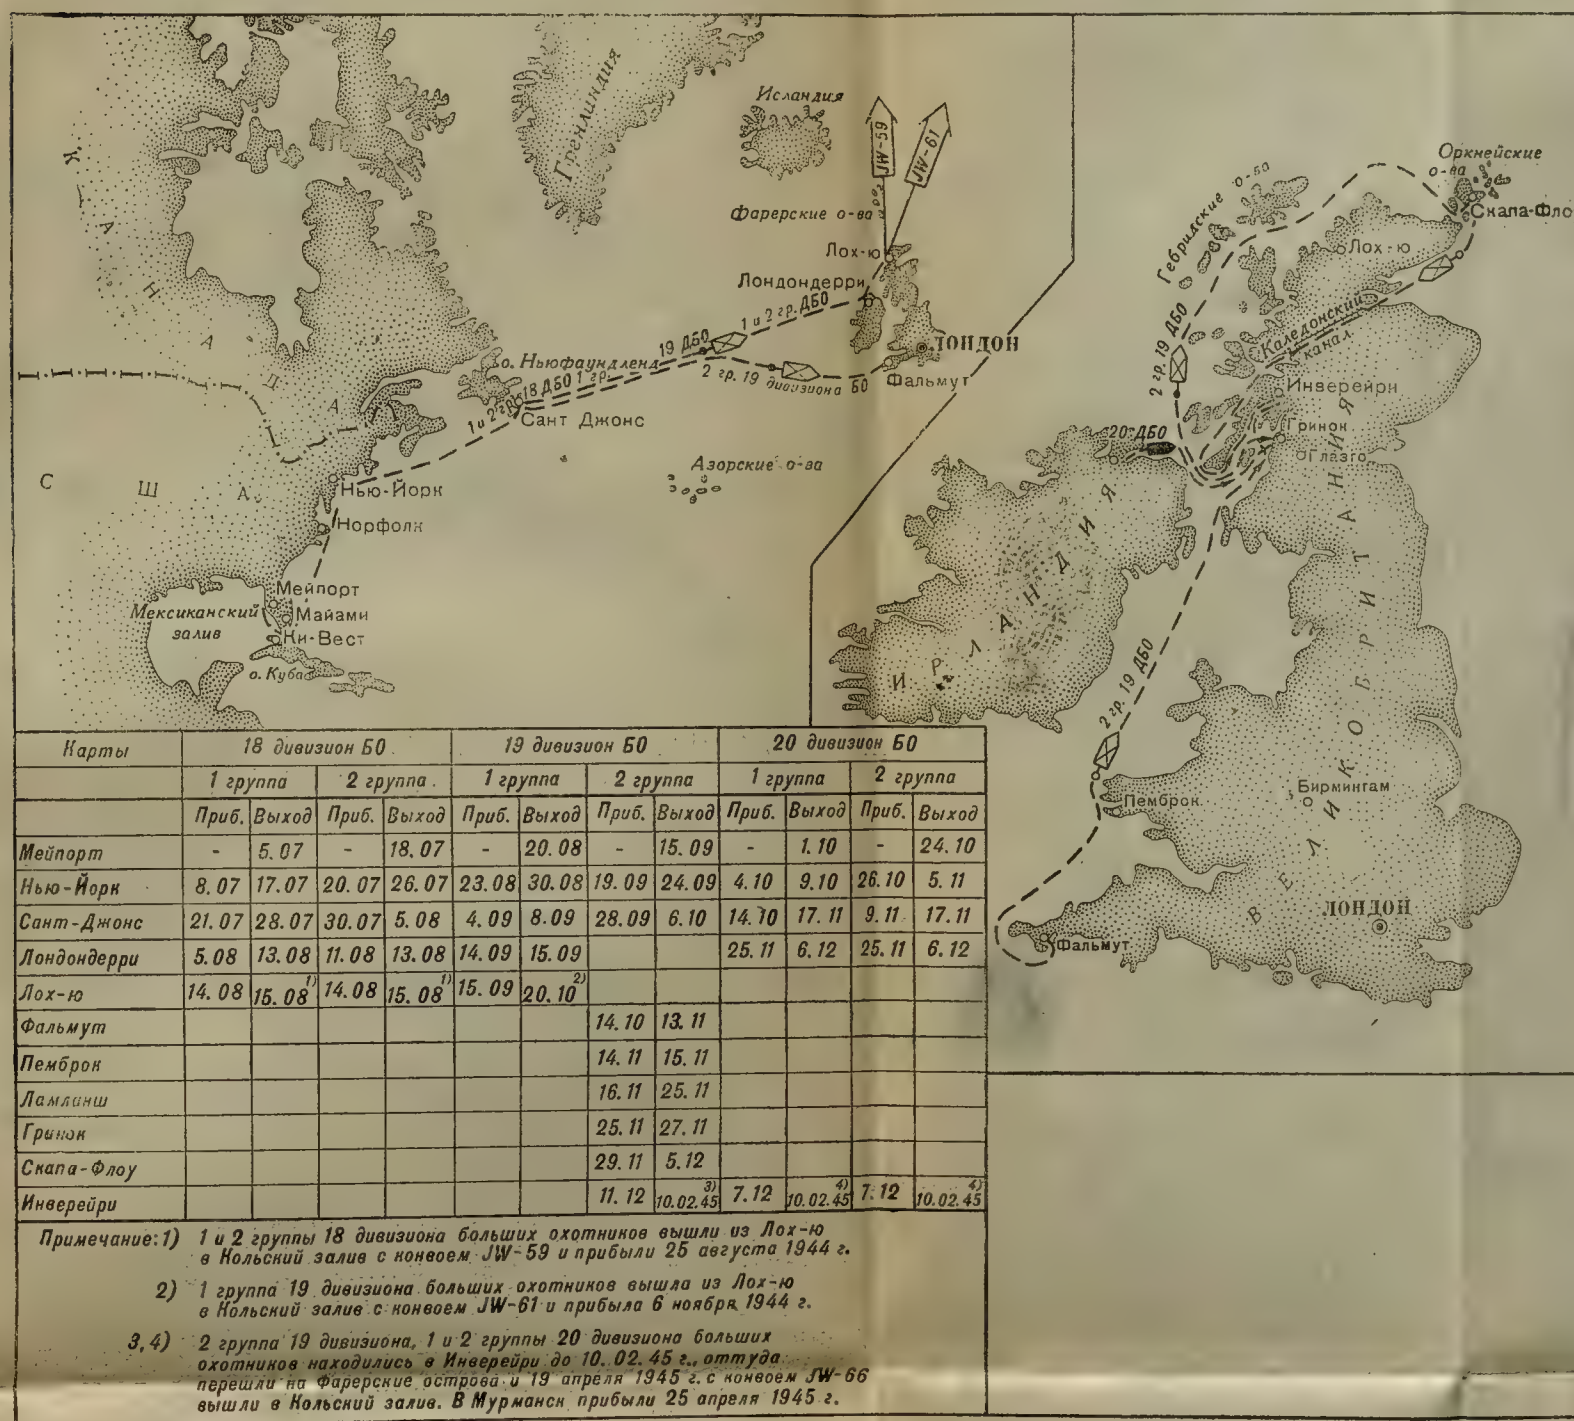 Гренландия
Исландия
JW-59
JW-61
Фарерские о-ва
Лох-ю
Лондондерри
ЛОНДОН
Фальмут
1 и 2 гр. ДБО
19 ДБО
2 гр. 19 дивизиона БО
о. Ньюфаундленд
18 ДБО 1 гр.
1 и 2 гр.
Сант Джонс
Азорские о-ва
КАНАДА
США
Нью-Йорк
Норфолк
Мейпорт
Майами
Ки-Вест
Мексиканский
залив
о. Куба
Оркнейские
о-ва
Скапа-Фло
Гебридские о-ва
Лох-ю
Каледонский
канал
Инверейри
Гринок
Глазго
2 гр. 19 ДБО
20 ДБО
ИРЛАНДИЯ
ВЕЛИКОБРИТАНИЯ
2 гр. 19 ДБО
Пемброк
Бирмингам
ЛОНДОН
Фальмут
Карты 18 дивизион БО 19 дивизион БО 20 дивизион БО
1 группа 2 группа 1 группа 2 группа 1 группа 2 группа
Приб. Выход Приб. Выход Приб. Выход Приб. Выход Приб. Выход Приб. Выход
Мейпорт - 5.07 - 18.07 - 20.08 - 15.09 - 1.10 - 24.10
Нью-Йорк 8.07 17.07 20.07 26.07 23.08 30.08 19.09 24.09 4.10 9.10 26.10 5.11
Сант-Джонс 21.07 28.07 30.07 5.08 4.09 8.09 28.09 6.10 14.10 17.11 9.11 17.11
Лондондерри 5.08 13.08 11.08 13.08 14.09 15.09 25.11 6.12 25.11 6.12
Лох-ю 14.08 15.08 1) 14.08 15.08 1) 15.09 20.10 2)
Фальмут 14.10 13.11
Пемброк 14.11 15.11
Ламланш 16.11 25.11
Гринок 25.11 27.11
Скапа-Флоу 29.11 5.12
Инверейри 11.12 10.02.45 3) 7.12 10.02.45 4) 7.12 10.02.45 4)
Примечание: 1) 1 и 2 группы 18 дивизиона больших охотников вышли из Лох-ю
в Кольский залив с конвоем JW-59 и прибыли 25 августа 1944 г.
2) 1 группа 19 дивизиона больших охотников вышла из Лох-ю
в Кольский залив с конвоем JW-61 и прибыла 6 ноября 1944 г.
3,4) 2 группа 19 дивизиона, 1 и 2 группы 20 дивизиона больших
охотников находились в Инверейри до 10.02.45 г., оттуда
перешли на Фарерские острова и 19 апреля 1945 г. с конвоем JW-66
вышли в Кольский залив. В Мурманск прибыли 25 апреля 1945 г.